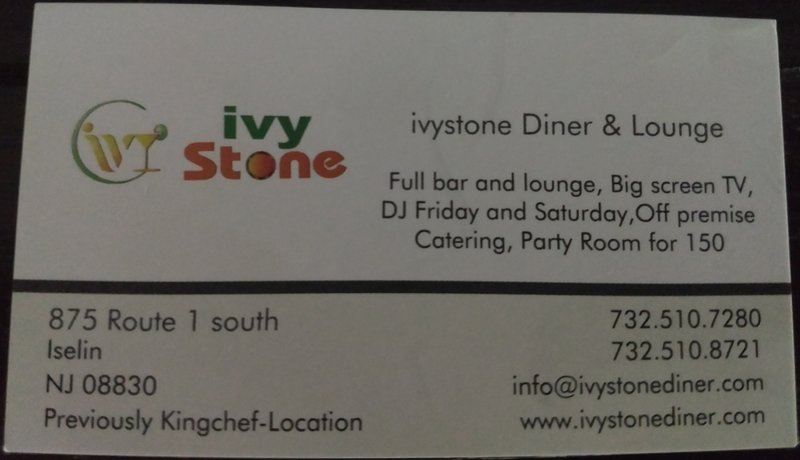 ivy
ivy
Stone
ivystone Diner & Lounge
Full bar and lounge, Big screen TV,
DJ Friday and Saturday,Off premise
Catering, Party Room for 150
875 Route 1 south
Iselin
NJ 08830
Previously Kingchef-Location
732.510.7280
732.510.8721
info@ivystonediner.com
www.ivystonediner.com